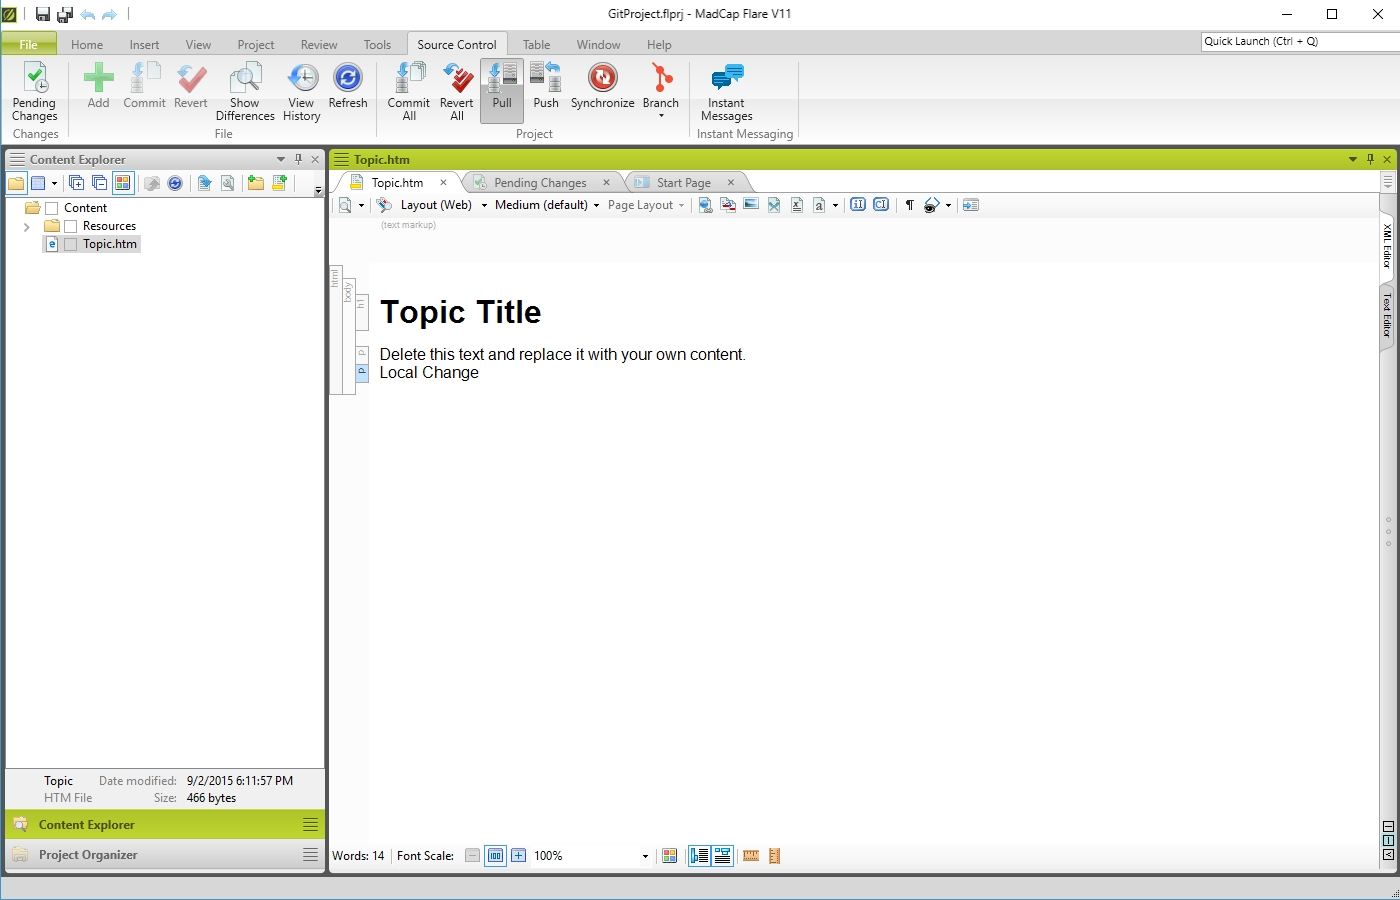 GitProject.flprj - MadCap Flare V11
File Home Insert View Project Review Tools Source Control Table Window Help
Quick Launch (Ctrl + Q)
Pending Changes
Add
Commit
Revert
Show Differences
View History
Refresh
Commit All
Revert All
Pull
Push
Synchronize
Branch
Instant Messages
Changes
File
Project
Instant Messaging
Content Explorer
Topic.htm
Topic.htm
Pending Changes
Start Page
Layout (Web)
Medium (default)
Page Layout
(text markup)
Content
Resources
Topic.htm
html
body
h1
p
p
Topic Title
Delete this text and replace it with your own content.
Local Change
XML Editor
Text Editor
Topic Date modified: 9/2/2015 6:11:57 PM
HTM File Size: 466 bytes
Content Explorer
Project Organizer
Words: 14
Font Scale:
100
100%